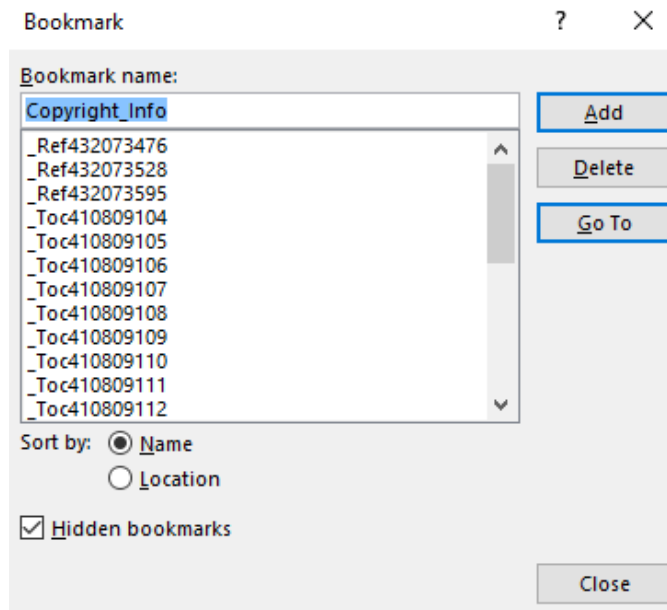 Bookmark ?
Bookmark name:
Copyright_Info
_Ref432073476
_Ref432073528
_Ref432073595
_Toc410809104
_Toc410809105
_Toc410809106
_Toc410809107
_Toc410809108
_Toc410809109
_Toc410809110
_Toc410809111
_Toc410809112
Add
Delete
Go To
Sort by: Name
Location
Hidden bookmarks
Close